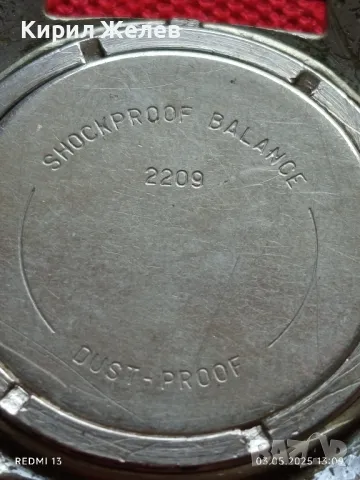 Кирил Желев
SHOCKPROOF BALANCE
2209
DUST-PROOF
REDMI 13
03.05.2025 13:09